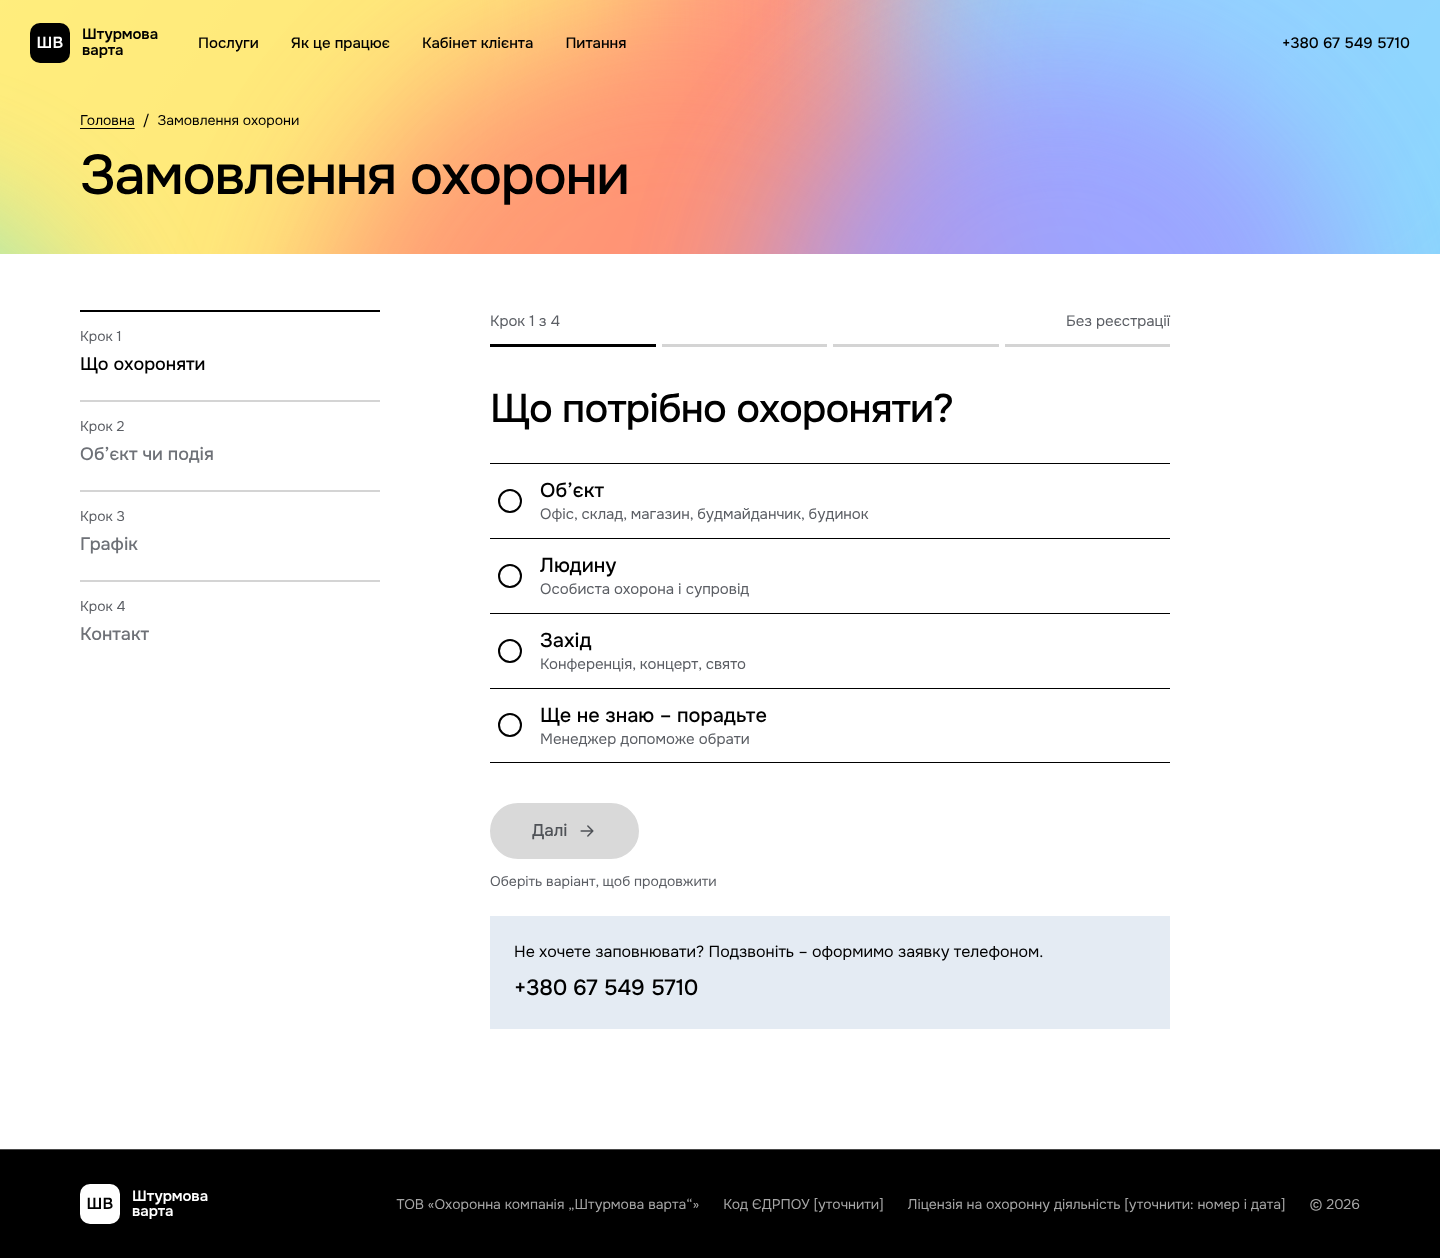 ШВ
Штурмова
варта
Послуги
Як це працює
Кабінет клієнта
Питання
+380 67 549 5710
Головна / Замовлення охорони
Замовлення охорони
Крок 1
Що охороняти
Крок 2
Об’єкт чи подія
Крок 3
Графік
Крок 4
Контакт
Крок 1 з 4
Без реєстрації
Що потрібно охороняти?
Об’єкт
Офіс, склад, магазин, будмайданчик, будинок
Людину
Особиста охорона і супровід
Захід
Конференція, концерт, свято
Ще не знаю – порадьте
Менеджер допоможе обрати
Далі →
Оберіть варіант, щоб продовжити
Не хочете заповнювати? Подзвоніть – оформимо заявку телефоном.
+380 67 549 5710
ШВ
Штурмова
варта
ТОВ «Охоронна компанія „Штурмова варта“»
Код ЄДРПОУ [уточнити]
Ліцензія на охоронну діяльність [уточнити: номер і дата]
© 2026